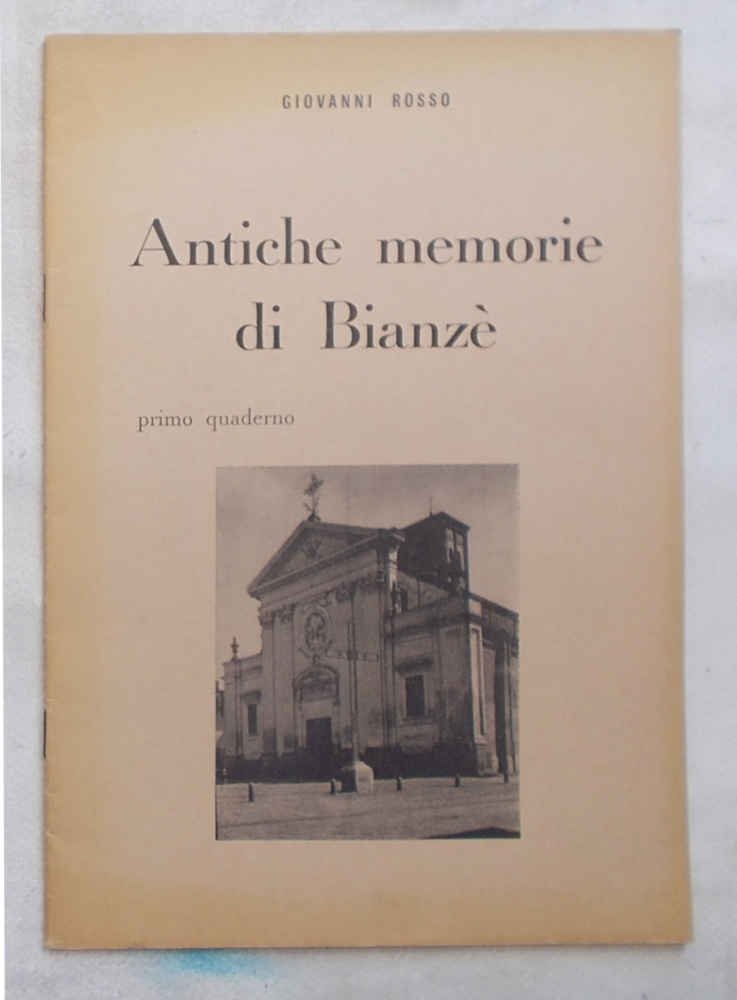 GIOVANNI ROSSO
Antiche memorie
di Bianzè
primo quaderno